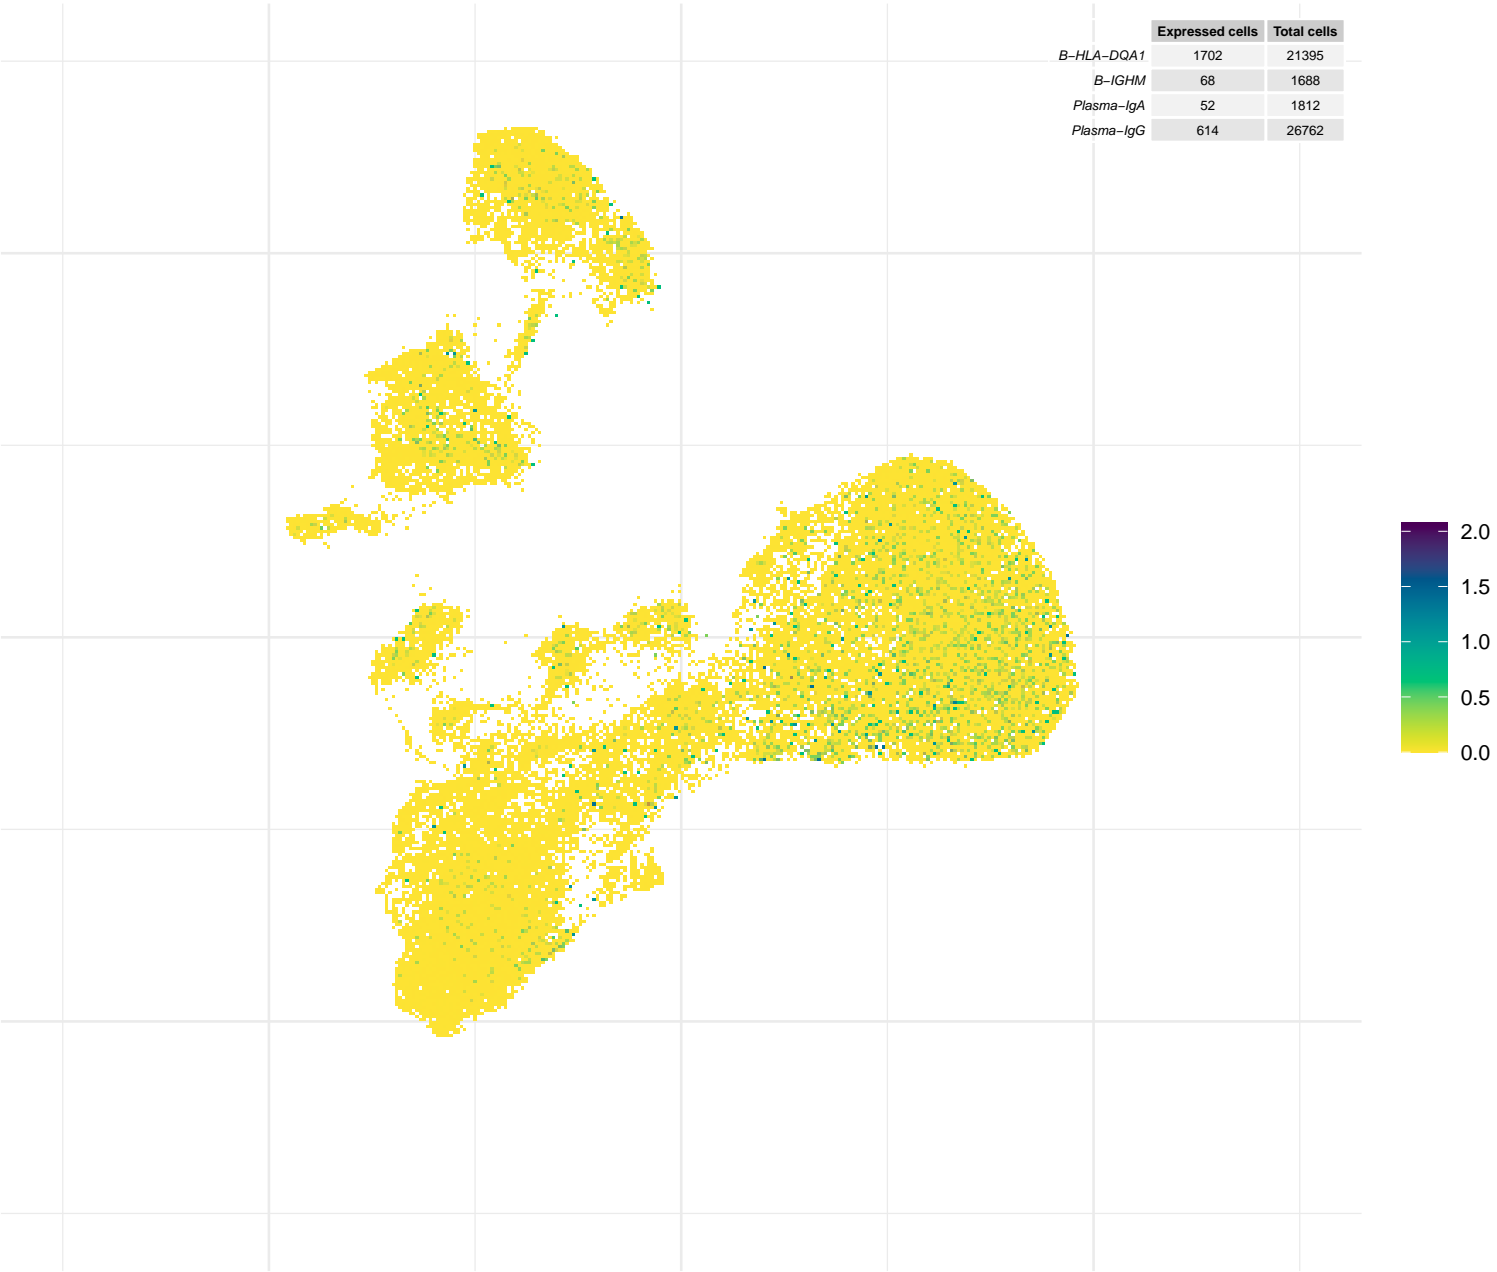 Expressed cells Total cells
B−HLA−DQA1 1702 21395
B−IGHM 68 1688
Plasma−IgA 52 1812
Plasma−IgG 614 26762
2.0
1.5
1.0
0.5
0.0